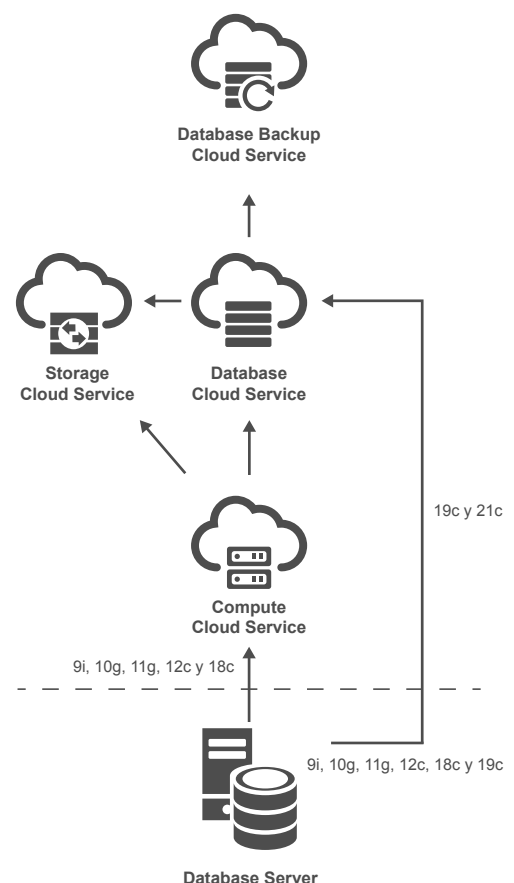 Database Backup
Cloud Service
Storage
Cloud Service
Database
Cloud Service
19c y 21c
Compute
Cloud Service
9i, 10g, 11g, 12c y 18c
9i, 10g, 11g, 12c, 18c y 19c
Database Server